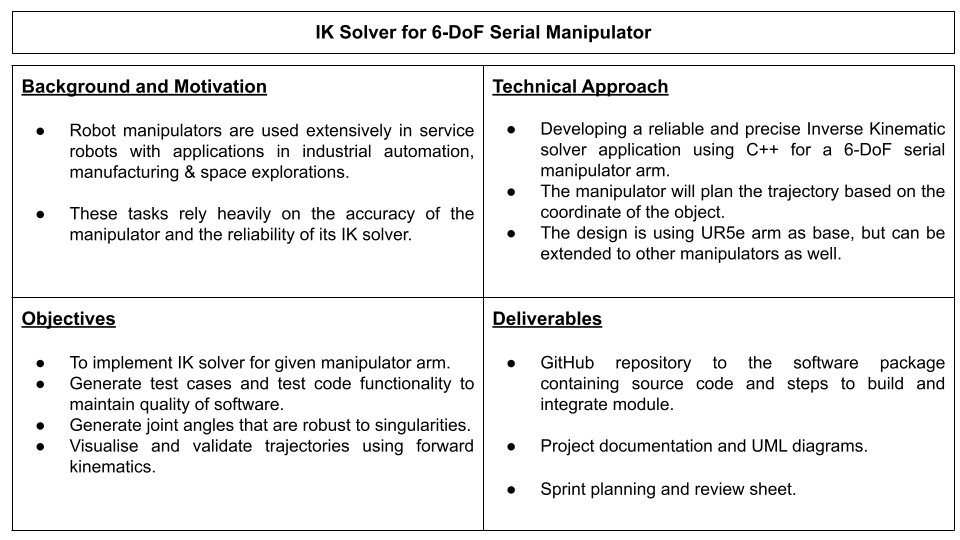 IK Solver for 6-DoF Serial Manipulator
Background and Motivation
● Robot manipulators are used extensively in service
robots with applications in industrial automation,
manufacturing & space explorations.
● These tasks rely heavily on the accuracy of the
manipulator and the reliability of its IK solver.
Technical Approach
● Developing a reliable and precise Inverse Kinematic
solver application using C++ for a 6-DoF serial
manipulator arm.
● The manipulator will plan the trajectory based on the
coordinate of the object.
● The design is using UR5e arm as base, but can be
extended to other manipulators as well.
Objectives
● To implement IK solver for given manipulator arm.
● Generate test cases and test code functionality to
maintain quality of software.
● Generate joint angles that are robust to singularities.
● Visualise and validate trajectories using forward
kinematics.
Deliverables
● GitHub repository to the software package
containing source code and steps to build and
integrate module.
● Project documentation and UML diagrams.
● Sprint planning and review sheet.